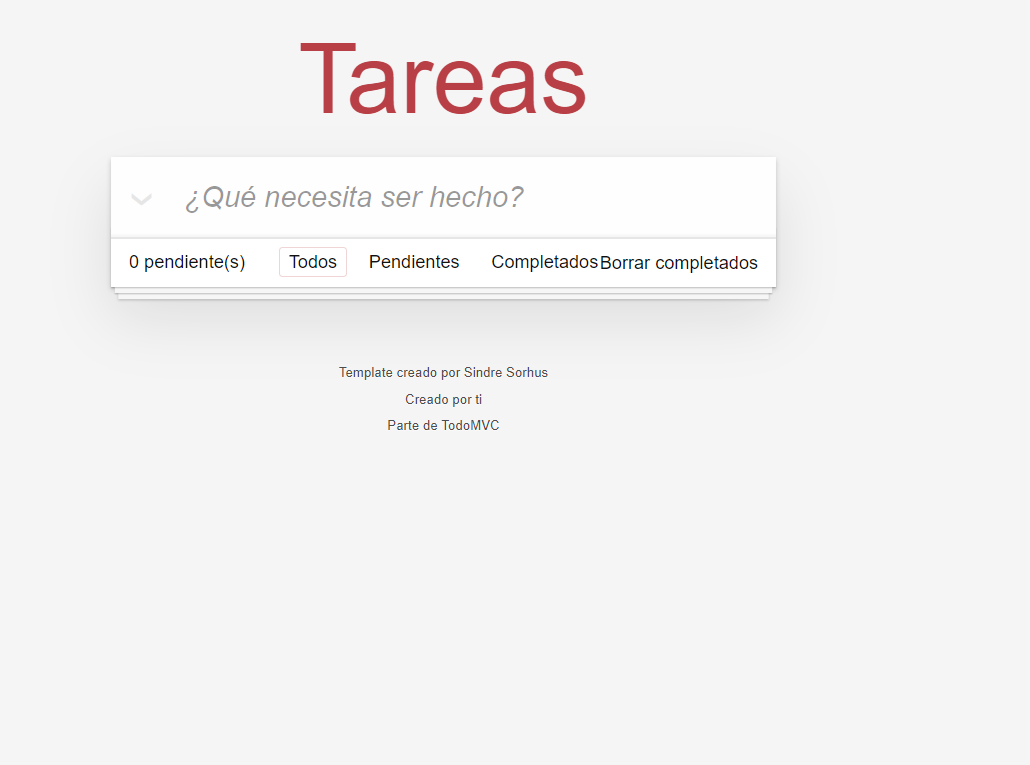 Tareas
¿Qué necesita ser hecho?
0 pendiente(s) Todos Pendientes Completados Borrar completados
Template creado por Sindre Sorhus
Creado por ti
Parte de TodoMVC